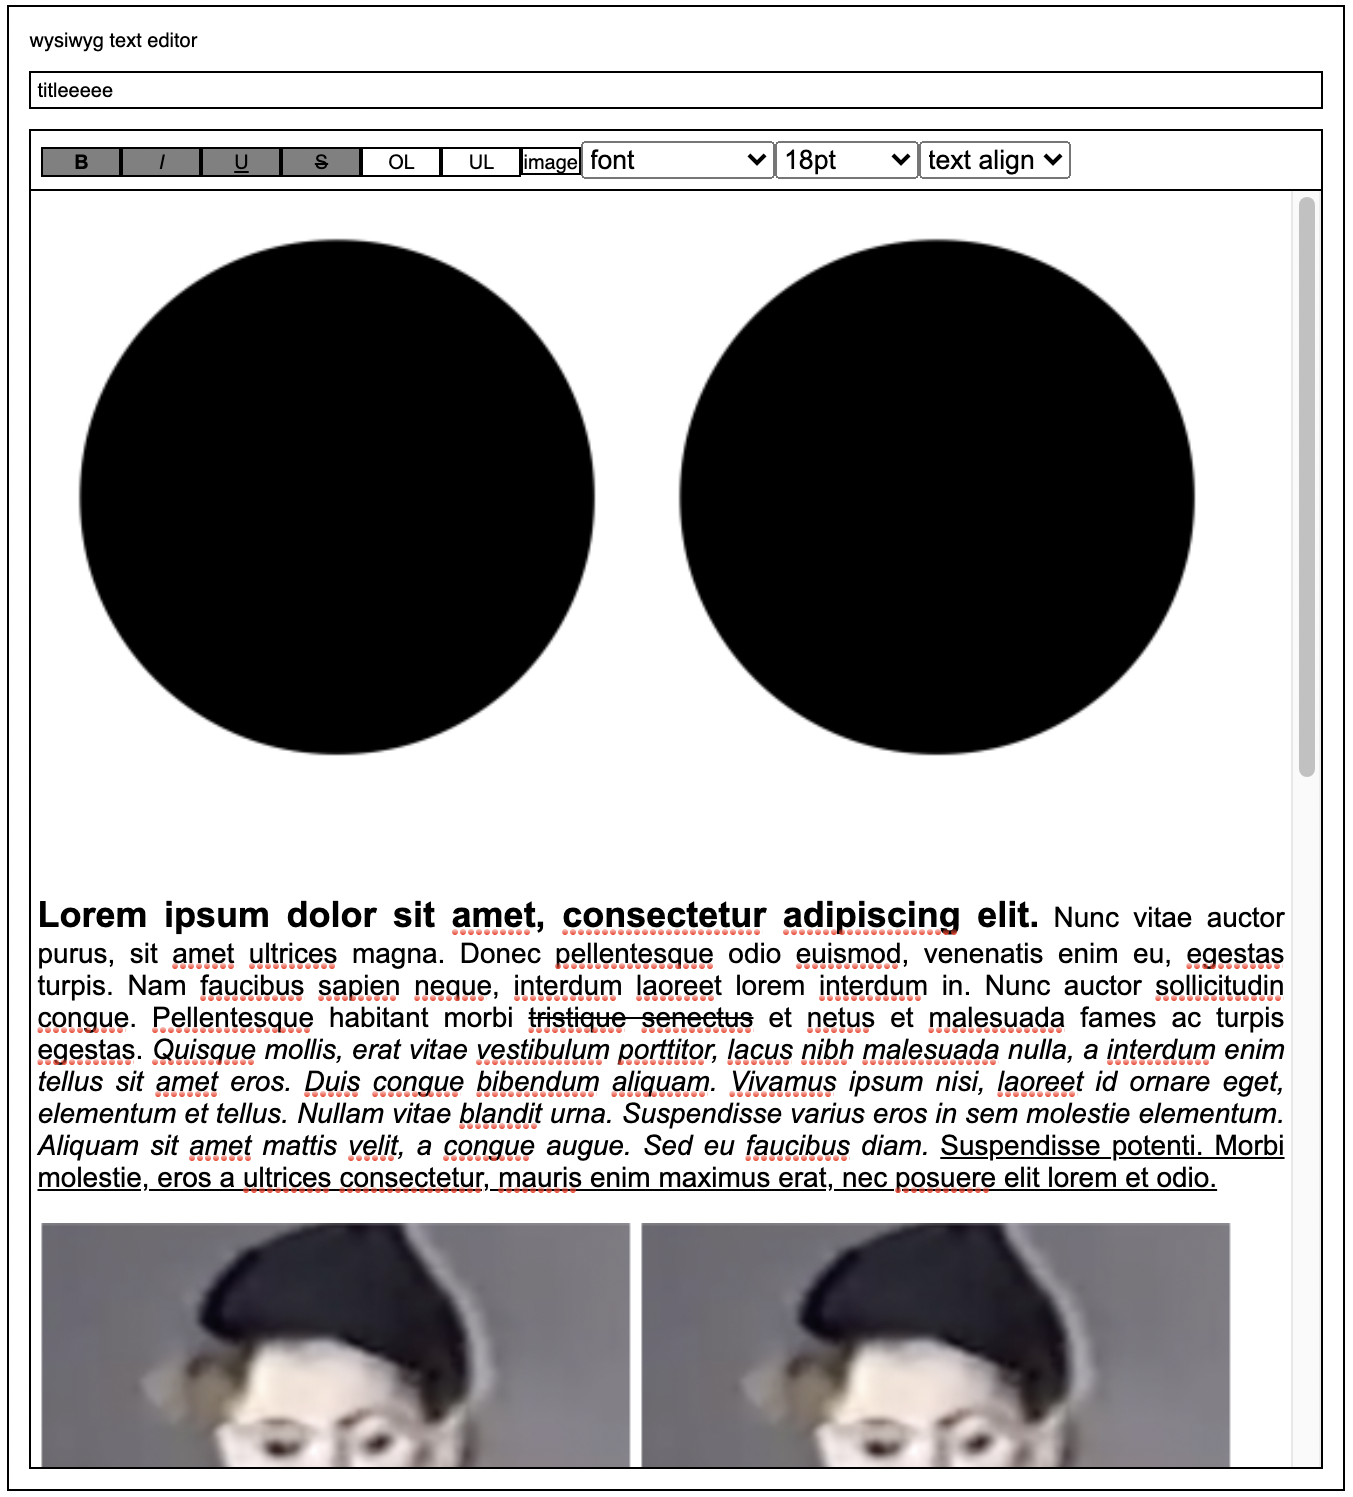 wysiwyg text editor
titleeeee
B I U S OL UL image font 18pt text align
Lorem ipsum dolor sit amet, consectetur adipiscing elit. Nunc vitae auctor
purus, sit amet ultrices magna. Donec pellentesque odio euismod, venenatis enim eu, egestas
turpis. Nam faucibus sapien neque, interdum laoreet lorem interdum in. Nunc auctor sollicitudin
congue. Pellentesque habitant morbi tristique senectus et netus et malesuada fames ac turpis
egestas. Quisque mollis, erat vitae vestibulum porttitor, lacus nibh malesuada nulla, a interdum enim
tellus sit amet eros. Duis congue bibendum aliquam. Vivamus ipsum nisi, laoreet id ornare eget,
elementum et tellus. Nullam vitae blandit urna. Suspendisse varius eros in sem molestie elementum.
Aliquam sit amet mattis velit, a congue augue. Sed eu faucibus diam. Suspendisse potenti. Morbi
molestie, eros a ultrices consectetur, mauris enim maximus erat, nec posuere elit lorem et odio.